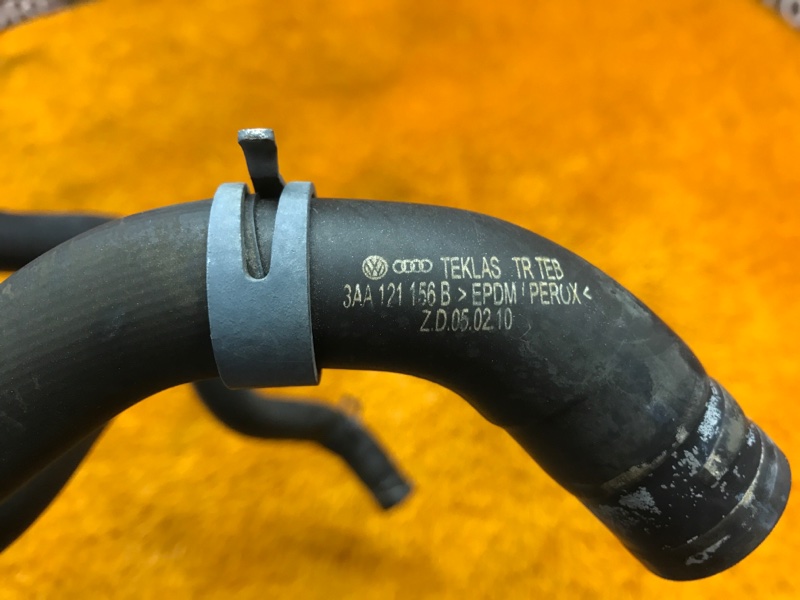 TEKLAS TR TEB
3AA 121 156 B > EPDM / PEROX <
Z.D.05.02.10